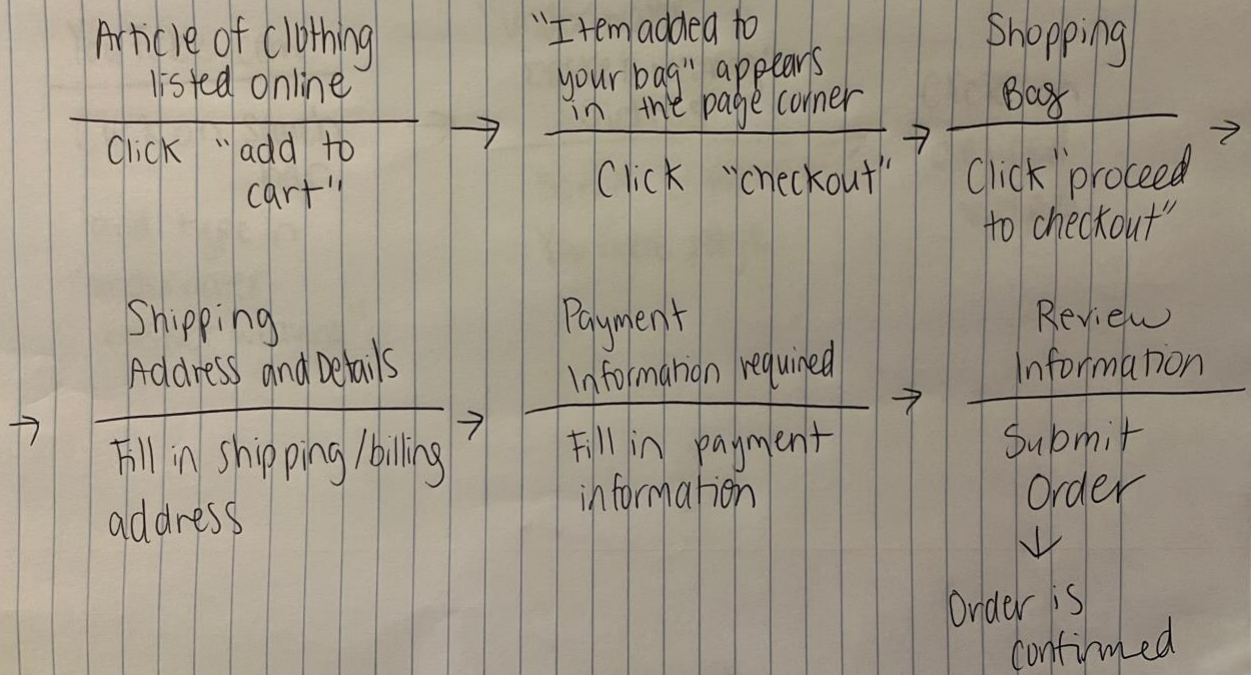 Article of clothing
listed online
Click "add to
cart"
→
"Item added to
your bag" appears
in the page corner
Click "checkout"
→
Shopping
Bag
Click "proceed
to checkout"
→
→
Shipping
Address and Details
Fill in shipping/billing
address
→
Payment
Information required
Fill in payment
information
→
Review
Information
Submit
Order
↓
Order is
confirmed